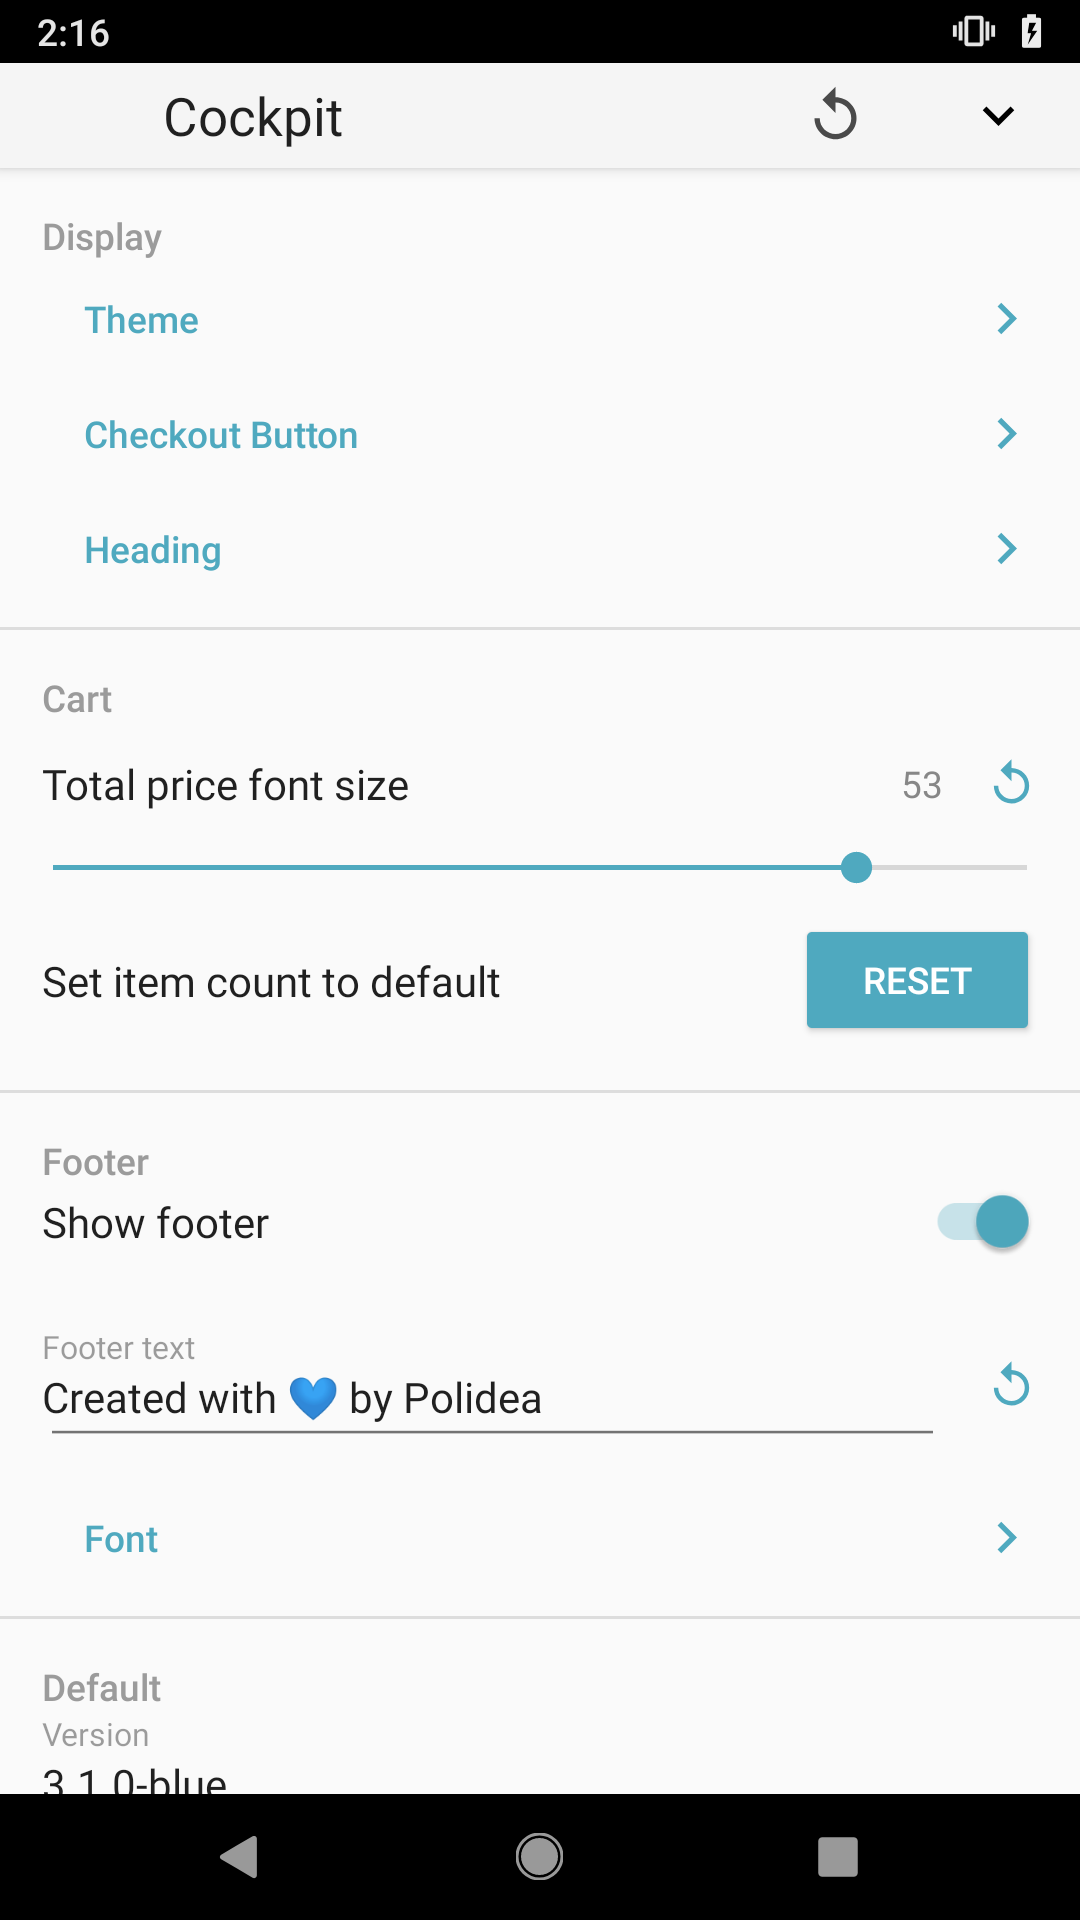 2:16
Cockpit
Display
Theme
Checkout Button
Heading
Cart
Total price font size 53
Set item count to default RESET
Footer
Show footer
Footer text
Created with 💙 by Polidea
Font
Default
Version
3.1.0-blue